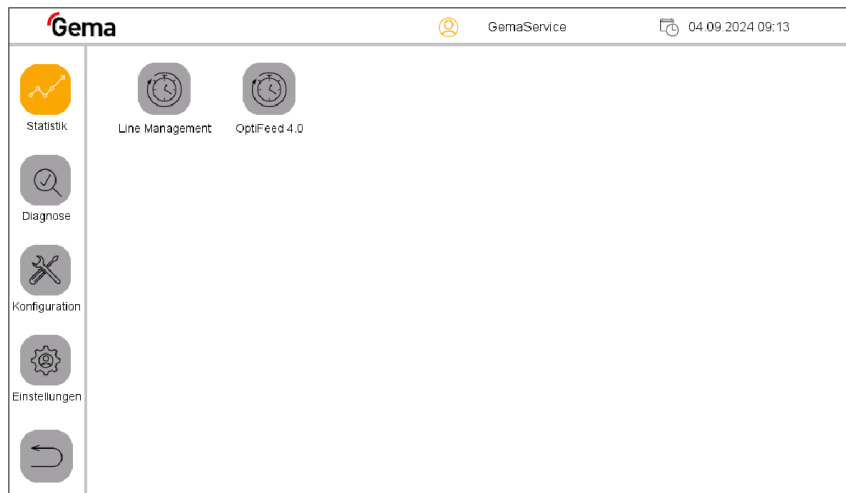 Gema
GemaService
04.09.2024 09:13
Statistik
Line Management
OptiFeed 4.0
Diagnose
Konfiguration
Einstellungen